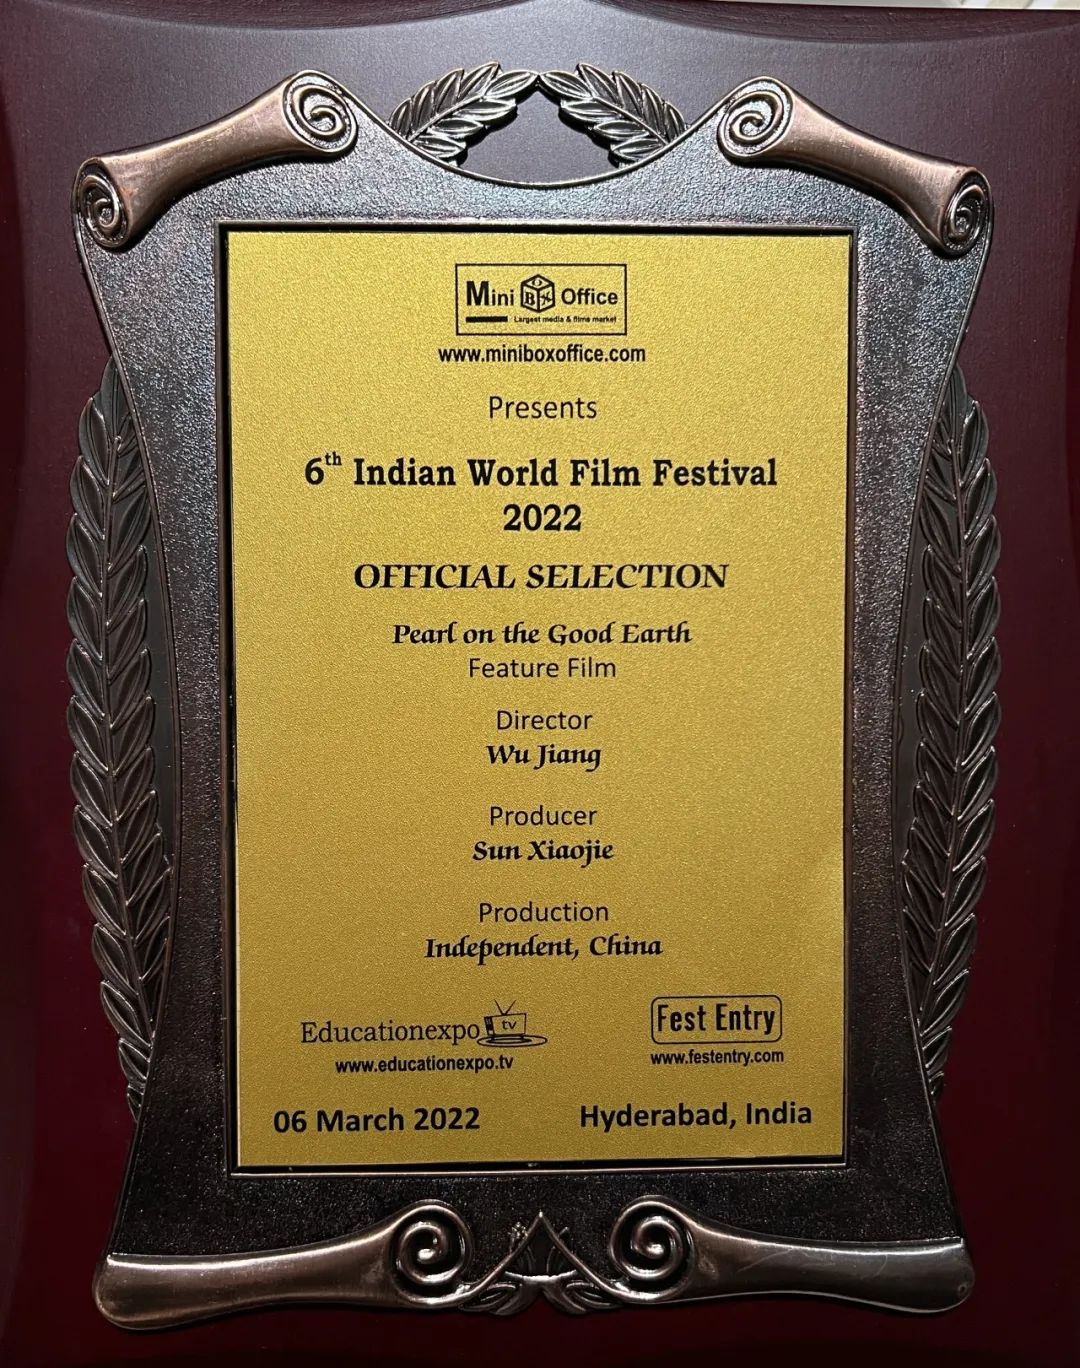 Mini BOX Office
Largest media & films market
www.miniboxoffice.com
Presents
6th Indian World Film Festival
2022
OFFICIAL SELECTION
Pearl on the Good Earth
Feature Film
Director
Wu Jiang
Producer
Sun Xiaojie
Production
Independent, China
Educationexpo tv
www.educationexpo.tv
Fest Entry
www.festentry.com
06 March 2022
Hyderabad, India